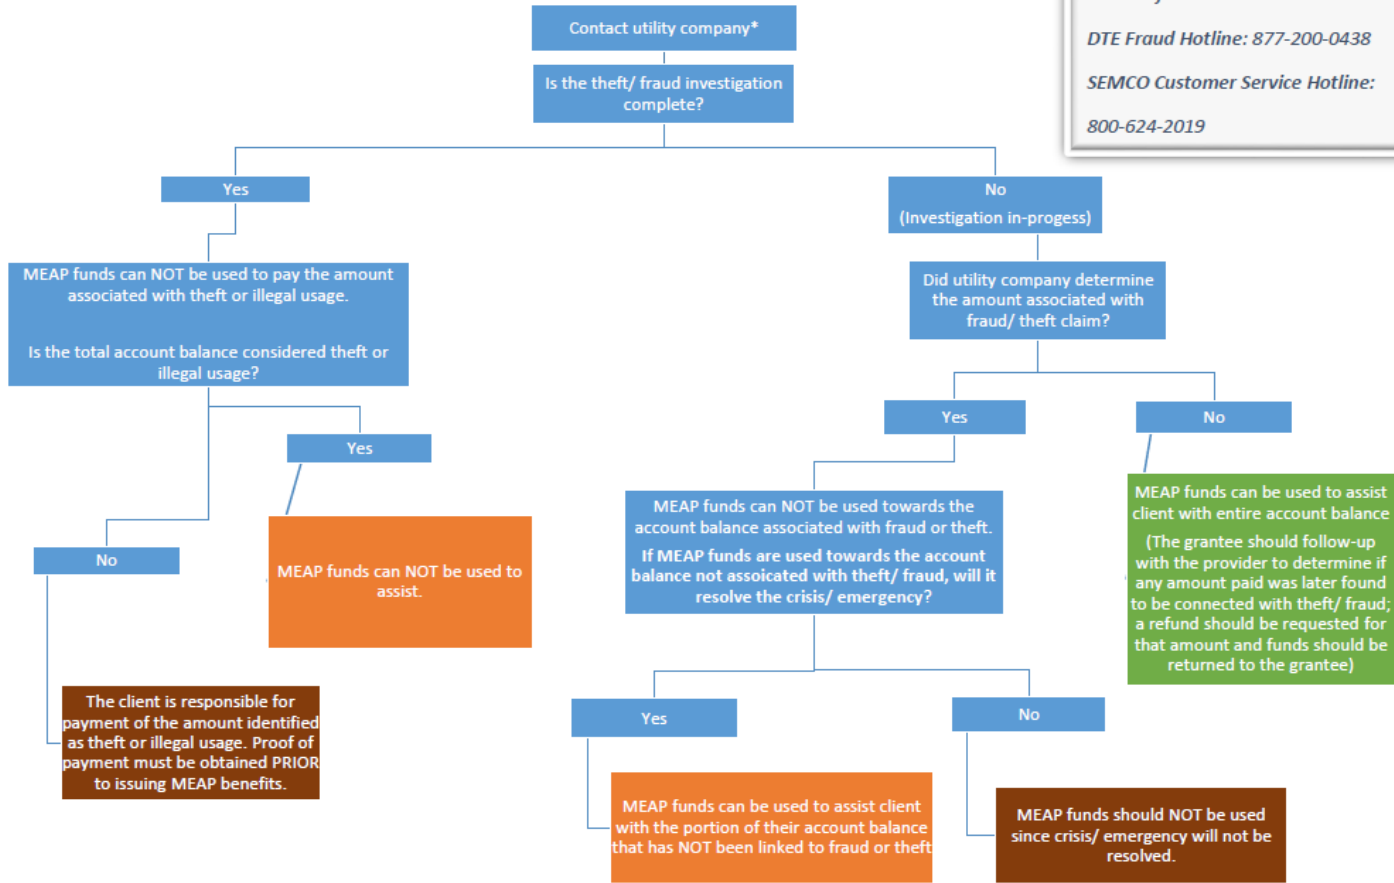 Contact utility company*
DTE Fraud Hotline: 877-200-0438
SEMCO Customer Service Hotline:
800-624-2019
Is the theft/ fraud investigation
complete?
Yes
No
(Investigation in-progess)
MEAP funds can NOT be used to pay the amount
associated with theft or illegal usage.
Is the total account balance considered theft or
illegal usage?
Did utility company determine
the amount associated with
fraud/ theft claim?
Yes
No
Yes
No
MEAP funds can NOT be used to
assist.
The client is responsible for
payment of the amount identified
as theft or illegal usage. Proof of
payment must be obtained PRIOR
to issuing MEAP benefits.
MEAP funds can NOT be used towards the
account balance associated with fraud or theft.
If MEAP funds are used towards the account
balance not assoicated with theft/ fraud, will it
resolve the crisis/ emergency?
MEAP funds can be used to assist
client with entire account balance
(The grantee should follow-up
with the provider to determine if
any amount paid was later found
to be connected with theft/ fraud;
a refund should be requested for
that amount and funds should be
returned to the grantee)
Yes
No
MEAP funds can be used to assist client
with the portion of their account balance
that has NOT been linked to fraud or theft
MEAP funds should NOT be used
since crisis/ emergency will not be
resolved.